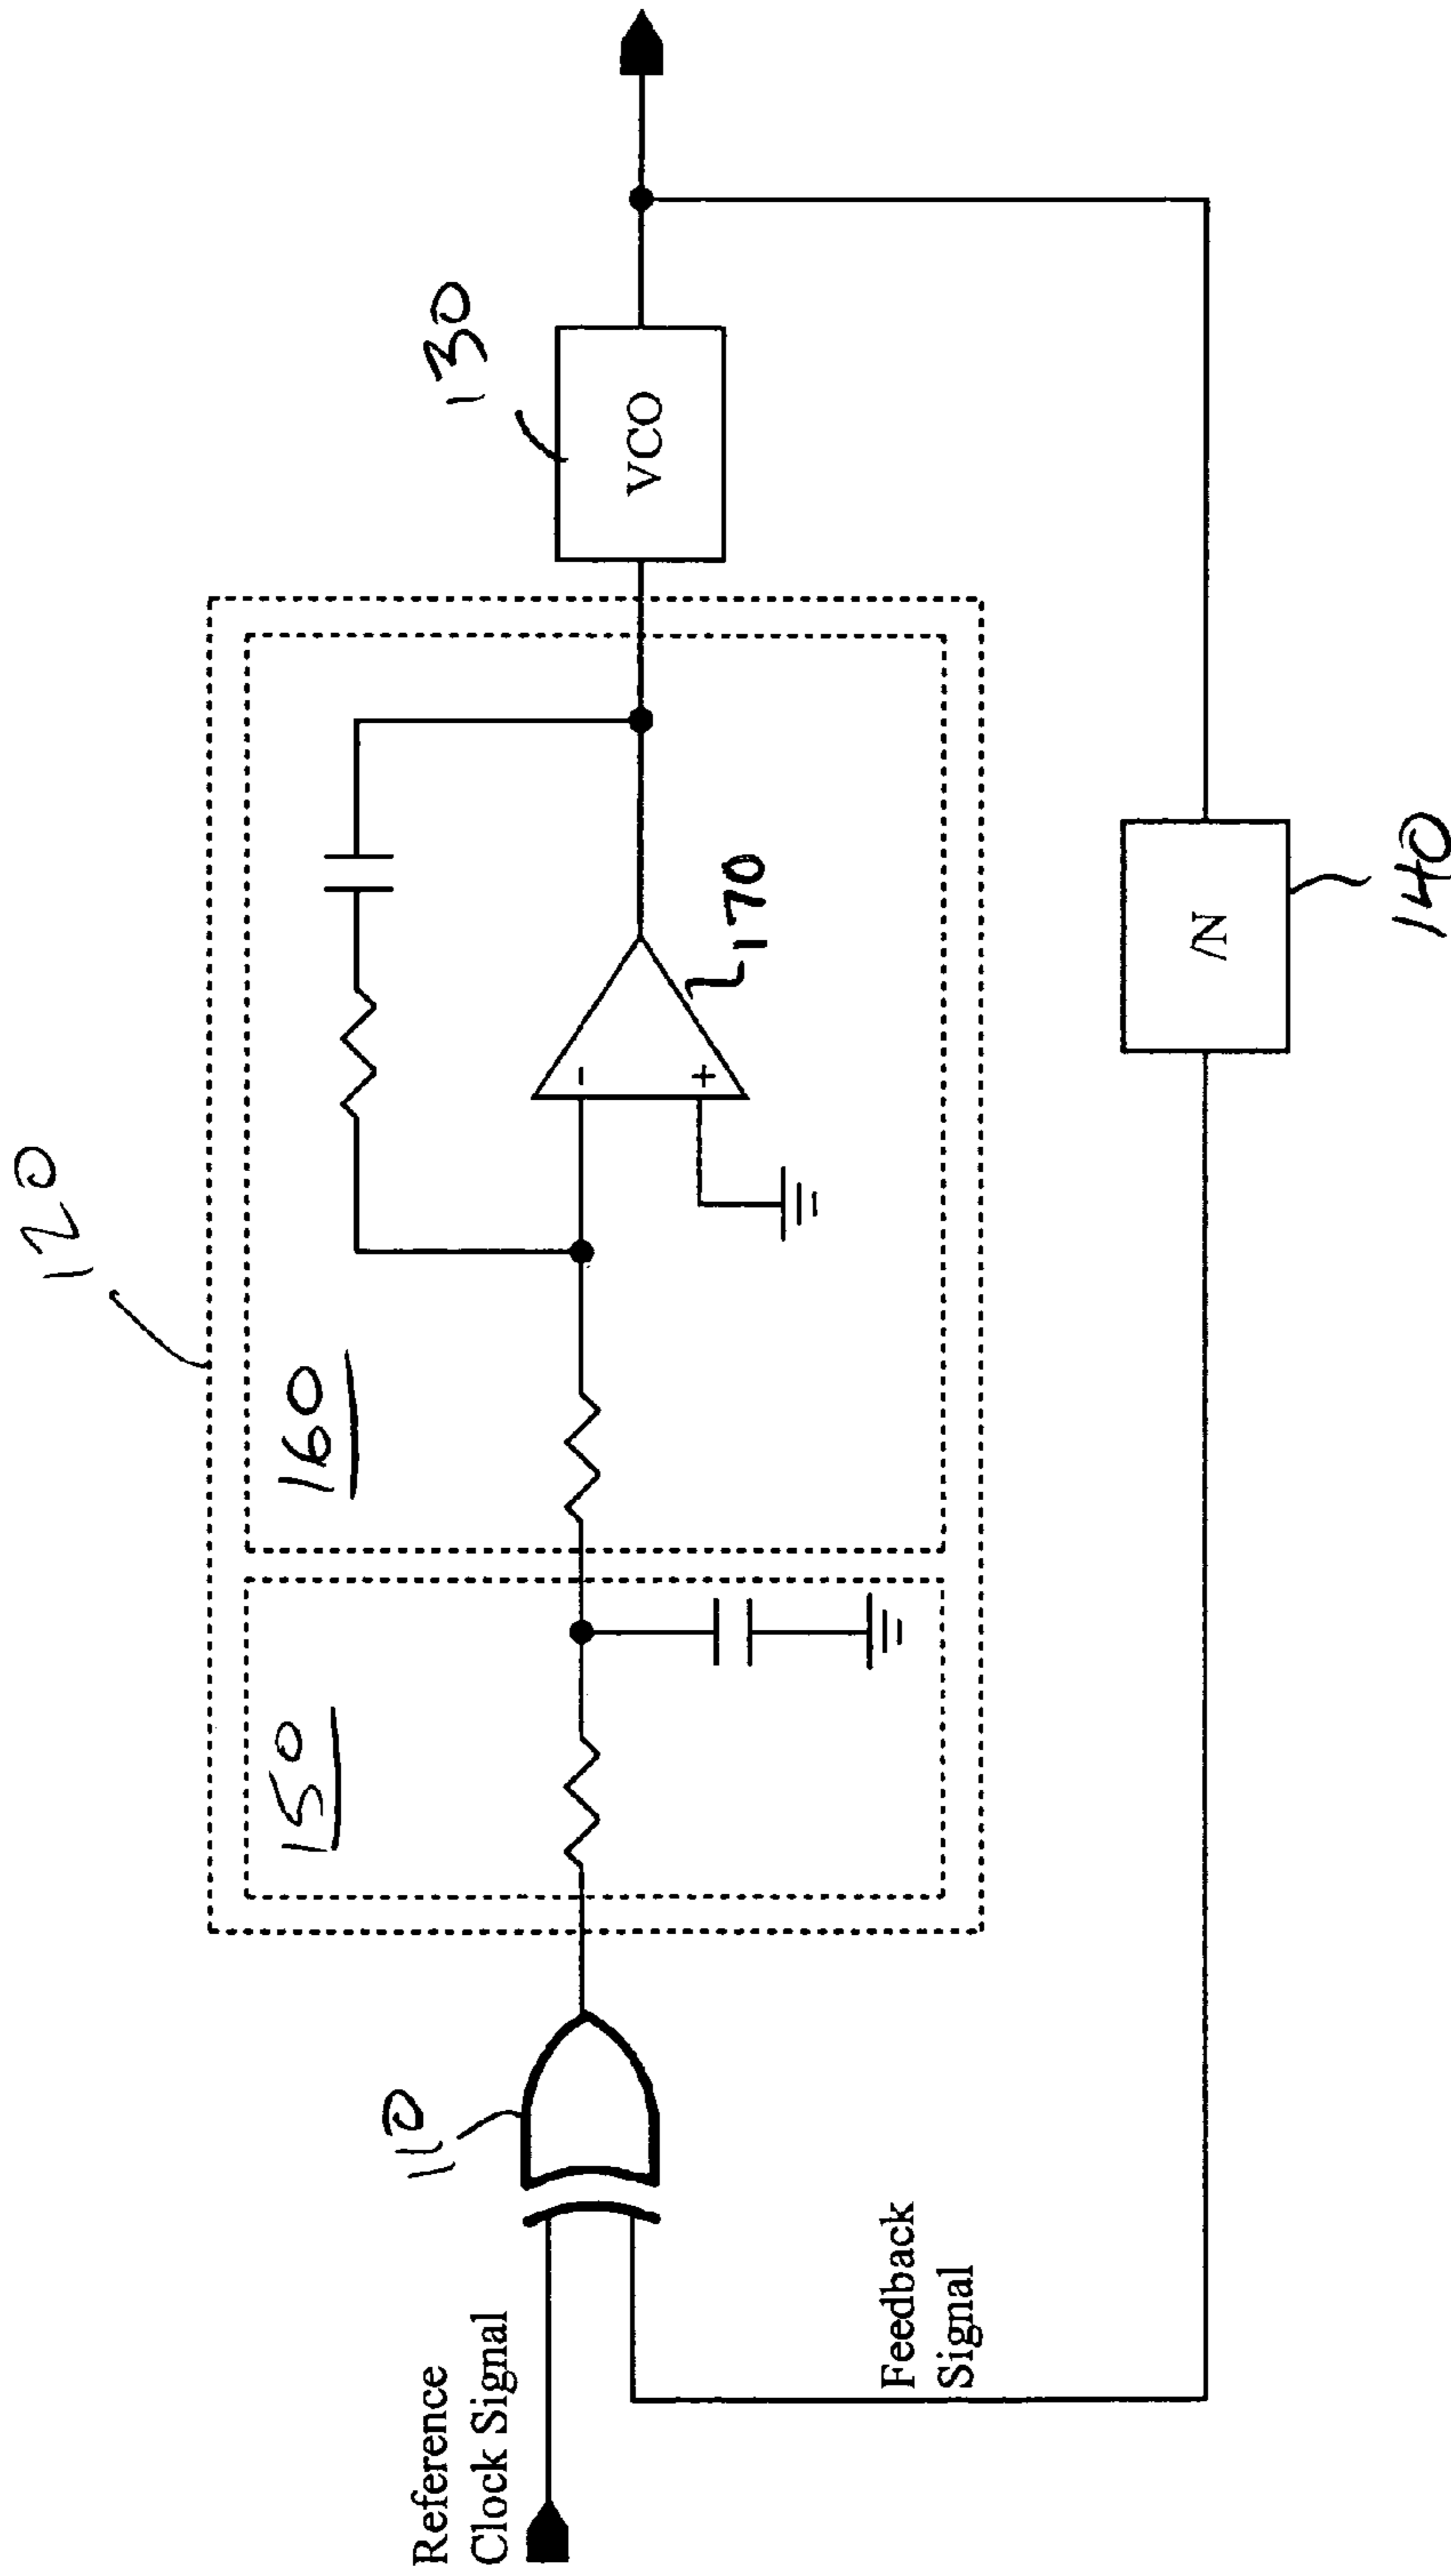 120
150
160
130
110
VCO
-
+
170
Reference
Clock Signal
Feedback
Signal
/N
140